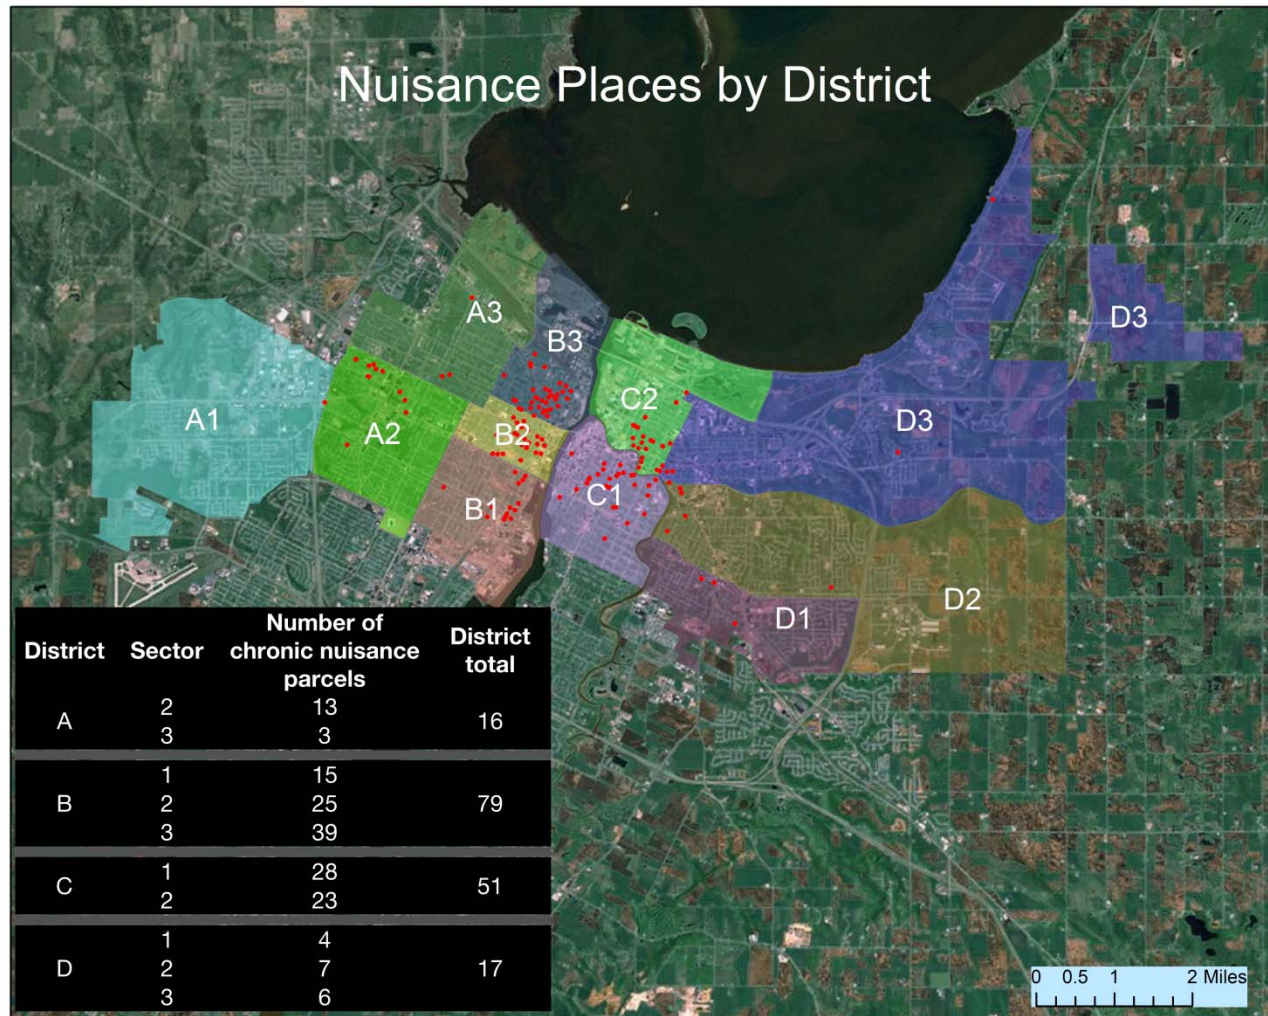 Nuisance Places by District
A3
B3
D3
C2
A1
A2
B2
D3
C1
B1
D2
D1
District Sector Number of chronic nuisance parcels District total
A 2 13 16
3 3
B 1 15 79
2 25
3 39
C 1 28 51
2 23
D 1 4 17
2 7
3 6
0 0.5 1 2 Miles